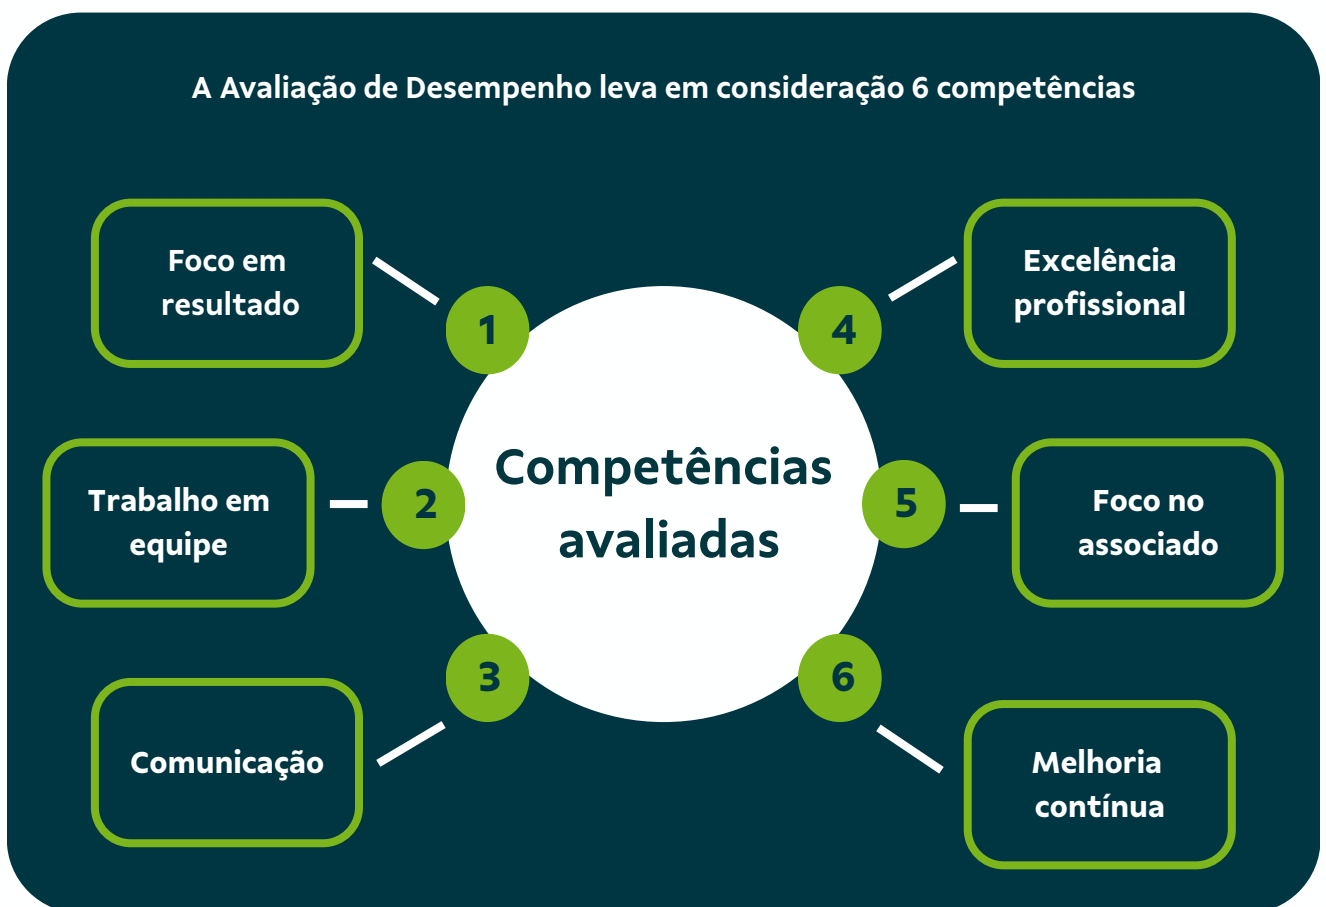 A Avaliação de Desempenho leva em consideração 6 competências
Foco em
resultado
1
Trabalho em
equipe
2
Comunicação
3
Competências
avaliadas
4
Excelência
profissional
5
Foco no
associado
6
Melhoria
contínua